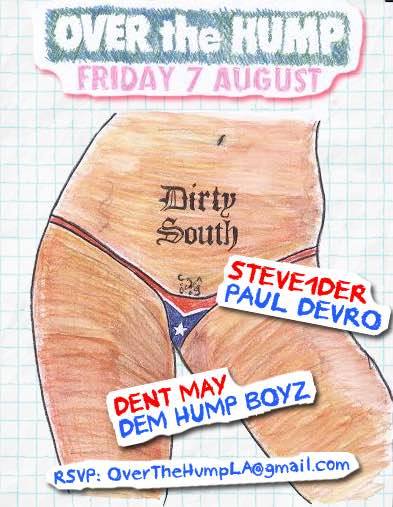 OVER the HUMP
FRIDAY 7 AUGUST
Dirty
South
STEVE1DER
PAUL DEVRO
DENT MAY
DEM HUMP BOYZ
RSVP: OverTheHumpLA@gmail.com